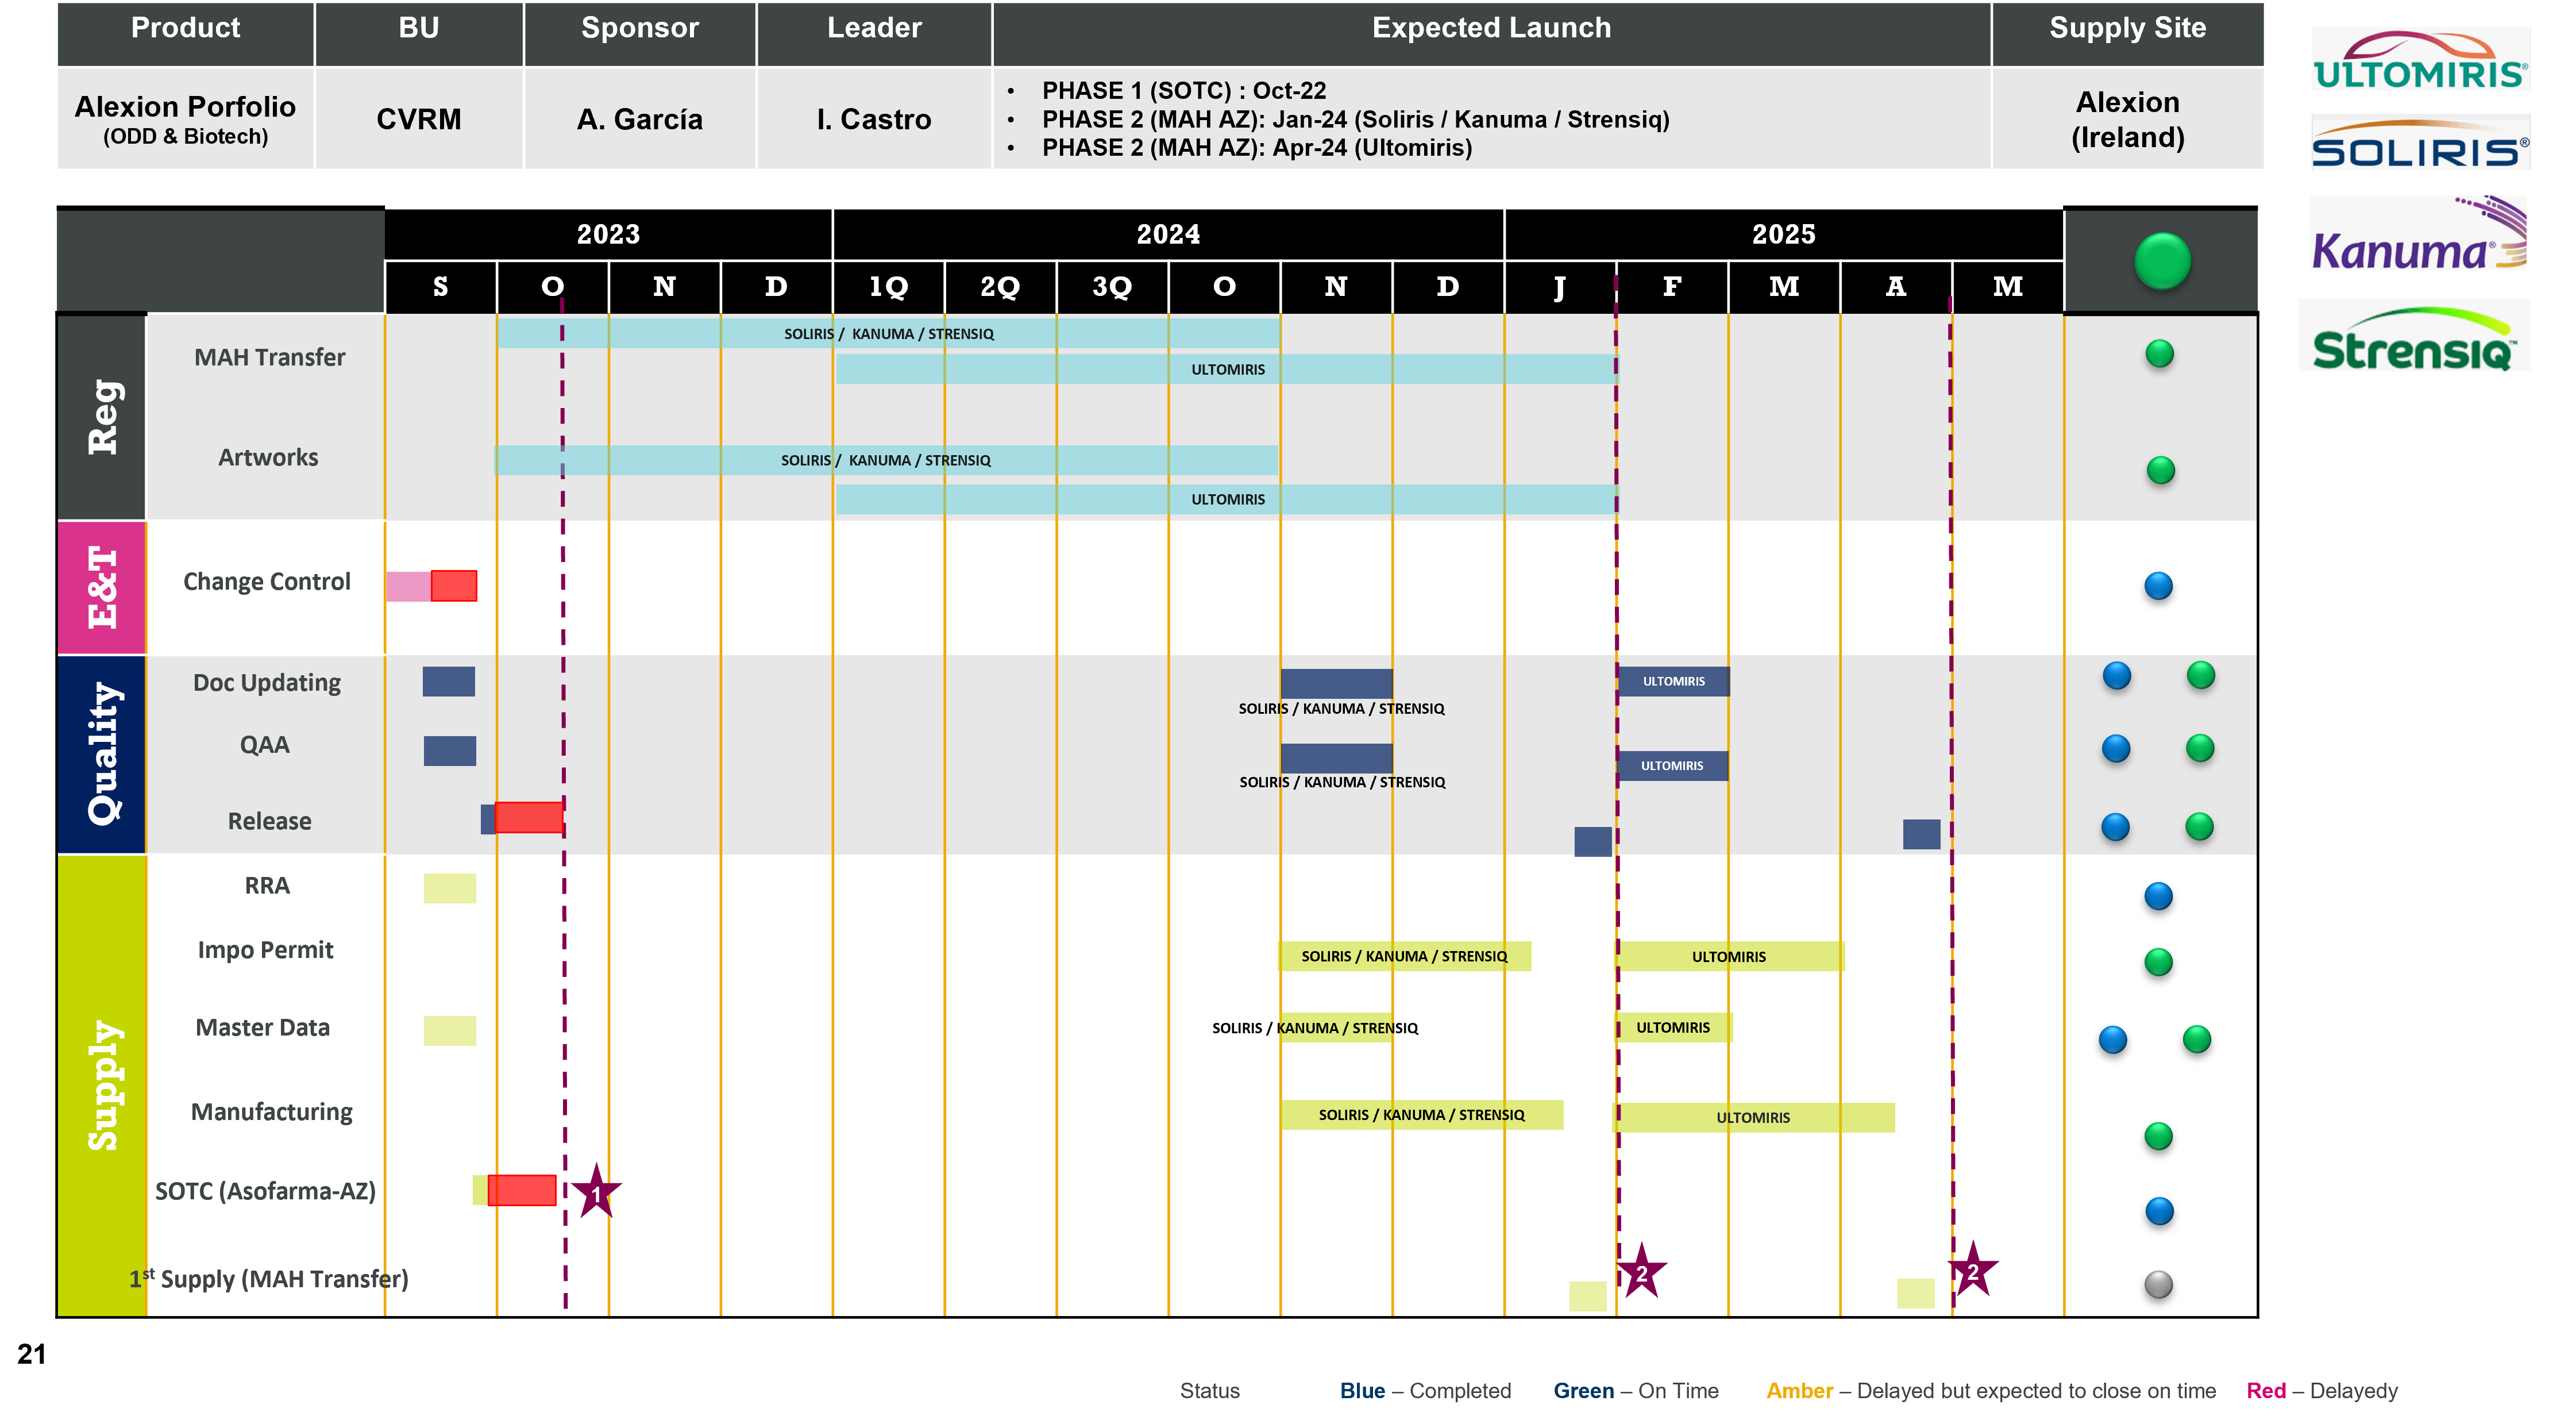 Product BU Sponsor Leader Expected Launch Supply Site
Alexion Porfolio
(ODD & Biotech)
CVRM
A. García
I. Castro
• PHASE 1 (SOTC) : Oct-22
• PHASE 2 (MAH AZ): Jan-24 (Soliris / Kanuma / Strensiq)
• PHASE 2 (MAH AZ): Apr-24 (Ultomiris)
Alexion
(Ireland)
ULTOMIRIS®
SOLIRIS®
Kanuma®
Strensiq™
2023 2024 2025
S O N D 1Q 2Q 3Q O N D J F M A M
Reg
MAH Transfer
SOLIRIS / KANUMA / STRENSIQ
ULTOMIRIS
Artworks
SOLIRIS / KANUMA / STRENSIQ
ULTOMIRIS
E&T
Change Control
Quality
Doc Updating
ULTOMIRIS
SOLIRIS / KANUMA / STRENSIQ
QAA
ULTOMIRIS
SOLIRIS / KANUMA / STRENSIQ
Release
Supply
RRA
Impo Permit
SOLIRIS / KANUMA / STRENSIQ
ULTOMIRIS
Master Data
SOLIRIS / KANUMA / STRENSIQ
ULTOMIRIS
Manufacturing
SOLIRIS / KANUMA / STRENSIQ
ULTOMIRIS
SOTC (Asofarma-AZ)
1
1st Supply (MAH Transfer)
2
2
21
Status Blue – Completed Green – On Time Amber – Delayed but expected to close on time Red – Delayedy